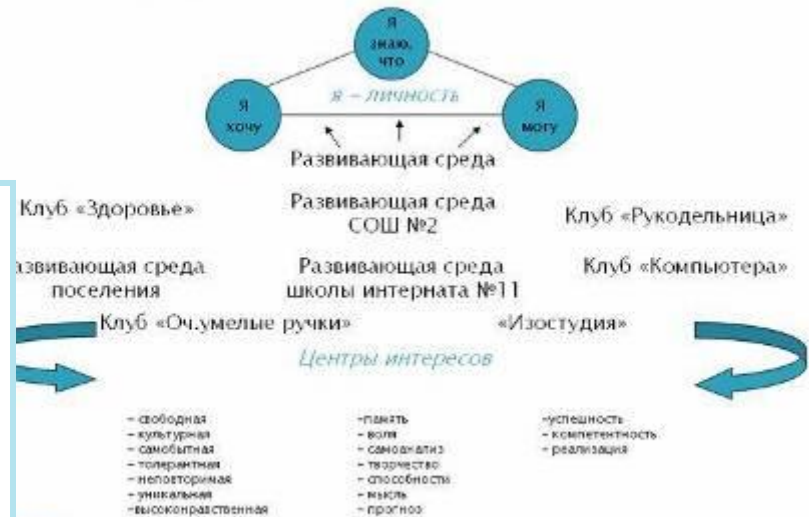 Я
знаю,
что
Я
хочу
я – личность
Я
могу
Развивающая среда
Клуб «Здоровье»
Развивающая среда
СОШ №2
Клуб «Рукодельница»
азвивающая среда
поселения
Развивающая среда
школы интерната №11
Клуб «Компьютера»
Клуб «Оч.умелые ручки»
«Изостудия»
Центры интересов
– свободная
– культурная
– самобытная
– толерантная
– неповторимая
– уникальная
–высоконравственная
–память
– воля
– самоанализ
– творчество
– способности
– мысль
– прогноз
–успешность
– компетентность
– реализация